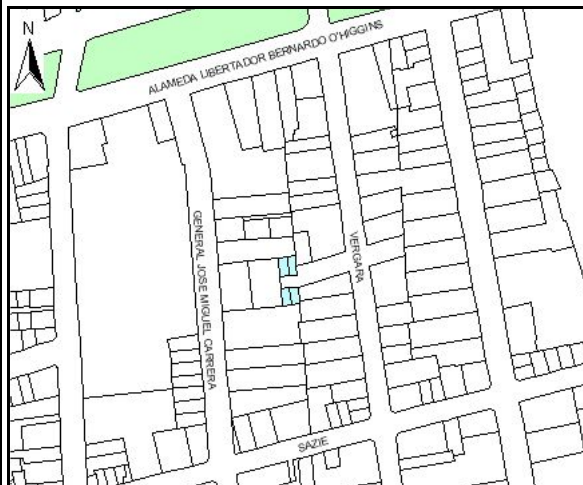 N
ALAMEDA LIBERTADOR BERNARDO O'HIGGINS
GENERAL JOSE MIGUEL CARRERA
VERGARA
SAZIE